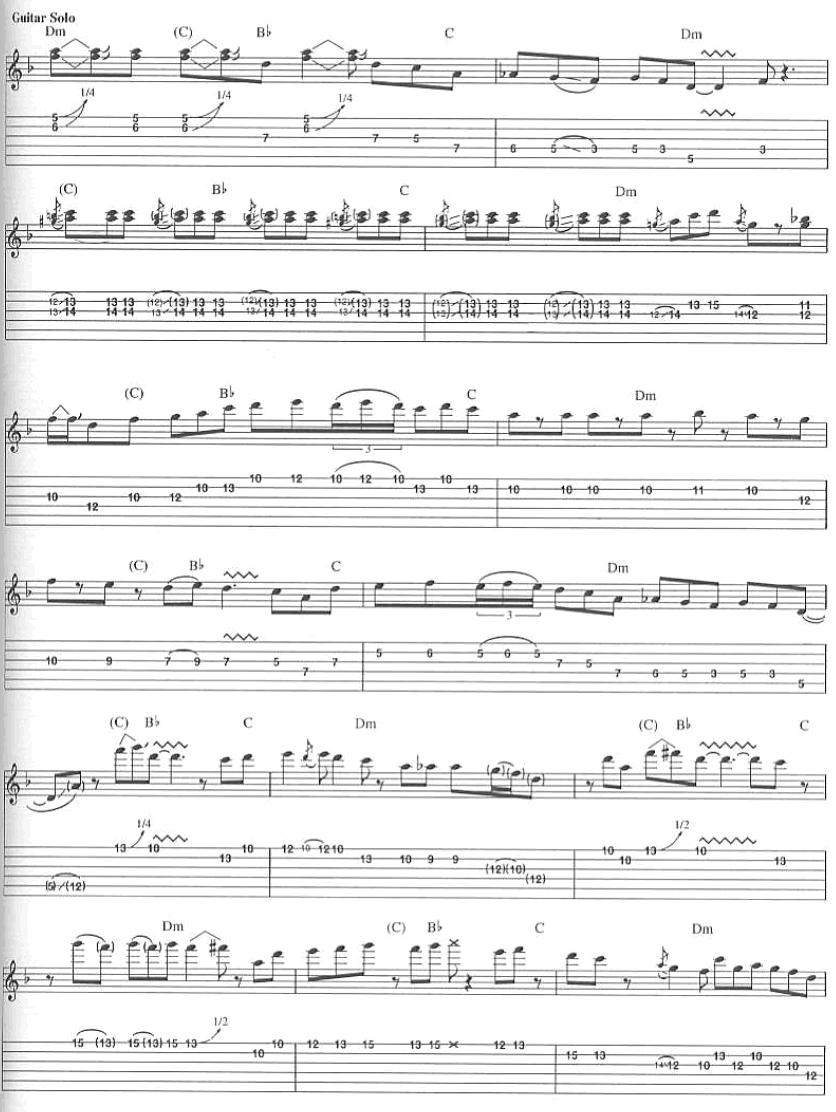 Guitar Solo
Dm (C) B♭ C Dm
1/4 1/4 1/4
5 5 5 5
6 6 6 7 7 5 7 6 5 3 5 3 5 3
(C) B♭ C Dm
12 13 13 13 (12) (13) 13 13 (12) (13) 13 13 (12) (13) 13 13 (12) (13) 13 13 (12) (13) 13 13 13 15 11
13 14 14 14 13 (14) 14 14 13 (14) 14 14 13 (14) 14 14 (13) (14) 14 14 (13) (14) 14 14 12 14 14 12 12
(C) B♭ C Dm
3
10 12 10 12 10 13 10 12 10 12 10 13 10 13 10 10 10 10 11 10 12
(C) B♭ C Dm
3
10 9 7 9 7 5 7 7 5 6 5 6 5 7 5 7 6 5 3 5 3 5
(C) B♭ C Dm (C) B♭ C
1/4 1/2
(5) (12) 13 10 13 10 12 10 12 10 13 10 9 9 (12) (10) (12) 10 10 13 10 13
Dm (C) B♭ C Dm
1/2
15 (13) 15 (13) 15 13 10 10 12 13 15 13 15 × 12 13 15 13 14 12 10 13 12 10 12 10 12